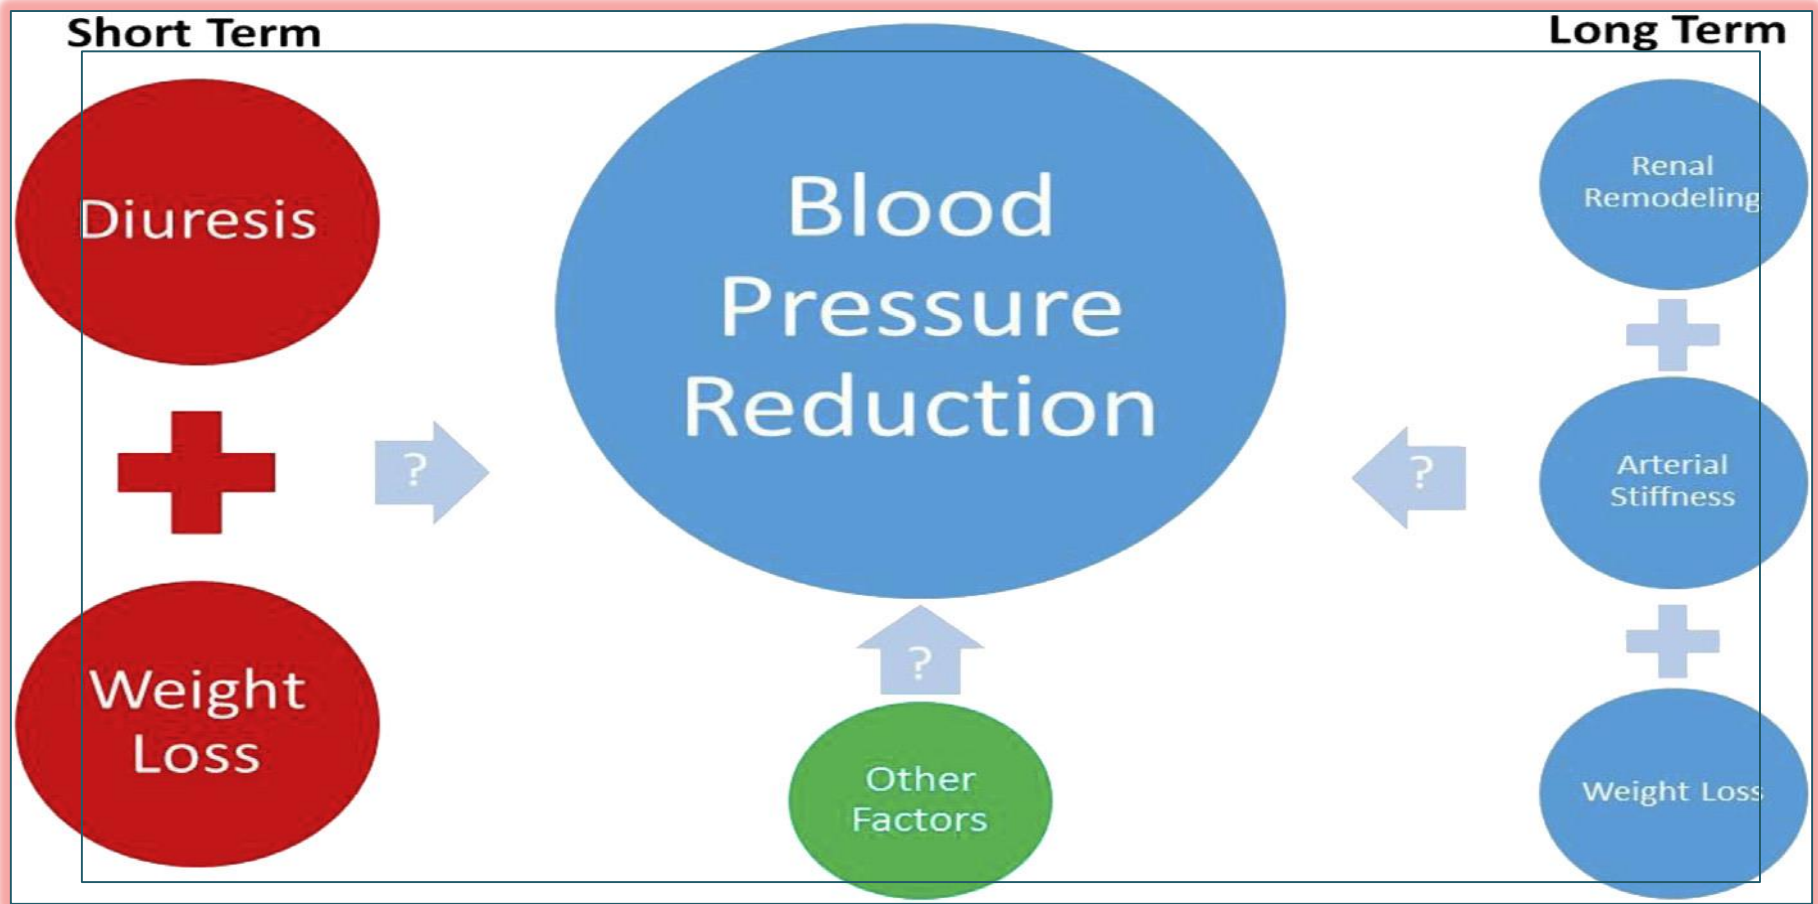 Short Term
Long Term
Diuresis
?
Weight
Loss
Blood
Pressure
Reduction
?
Other
Factors
?
Renal
Remodeling
Arterial
Stiffness
Weight Loss